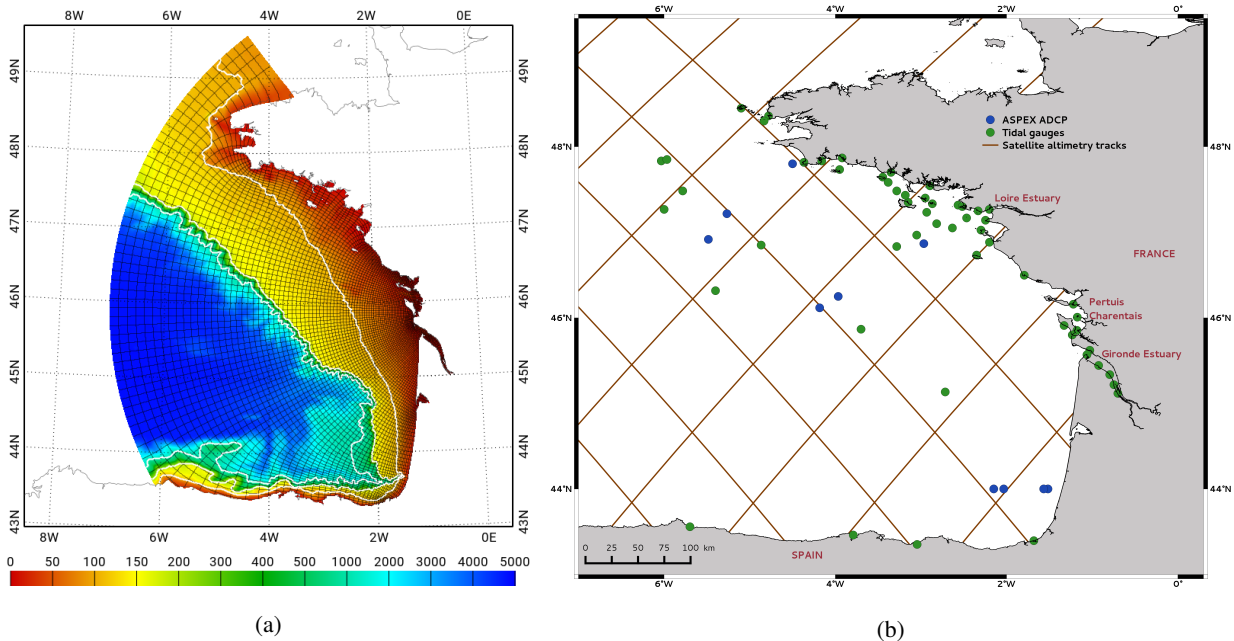 8W 6W 4W 2W 0E
49N 49N
48N 48N
47N 47N
46N 46N
45N 45N
44N 44N
43N 43N
8W 6W 4W 2W 0E
0 50 100 150 200 300 400 500 1000 2000 3000 4000 5000
(a)
6°W 4°W 2°W 0°
ASPEX ADCP
Tidal gauges
Satellite altimetry tracks
48°N 48°N
Loire Estuary
FRANCE
Pertuis
Charentais
46°N 46°N
Gironde Estuary
44°N 44°N
SPAIN
0 25 50 75 100 km
6°W 4°W 2°W 0°
(b)